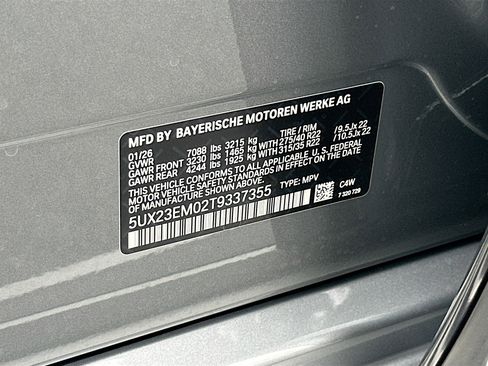 MFD BY BAYERISCHE MOTOREN WERKE AG
01/26 TIRE / RIM
GVWR 7088 lbs 3215 kg
GAWR FRONT 3230 lbs 1465 kg WITH 275/40 R22 / 9.5Jx22
GAWR REAR 4244 lbs 1925 kg WITH 315/35 R22 / 10.5Jx22
THIS VEHICLE CONFORMS TO ALL APPLICABLE U.S. FEDERAL
MOTOR VEHICLE SAFETY STANDARDS IN EFFECT ON THE DATE OF
MANUFACTURE SHOWN ABOVE.
5UX23EM02T9337355 TYPE: MPV C4W
7 320 729